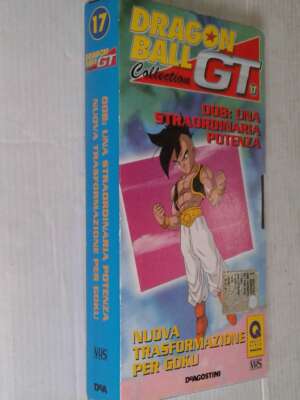 17
DRAGON BALL
GT
OOB: UNA STRAORDINARIA POTENZA
NUOVA TRASFORMAZIONE PER GOKU
VHS
DeA
DRAGON
BALL
Collection
GT
17
OOB: UNA
STRAORDINARIA
POTENZA
NUOVA
TRASFORMAZIONE
PER GOKU
DeAGOSTINI
Q
VHS